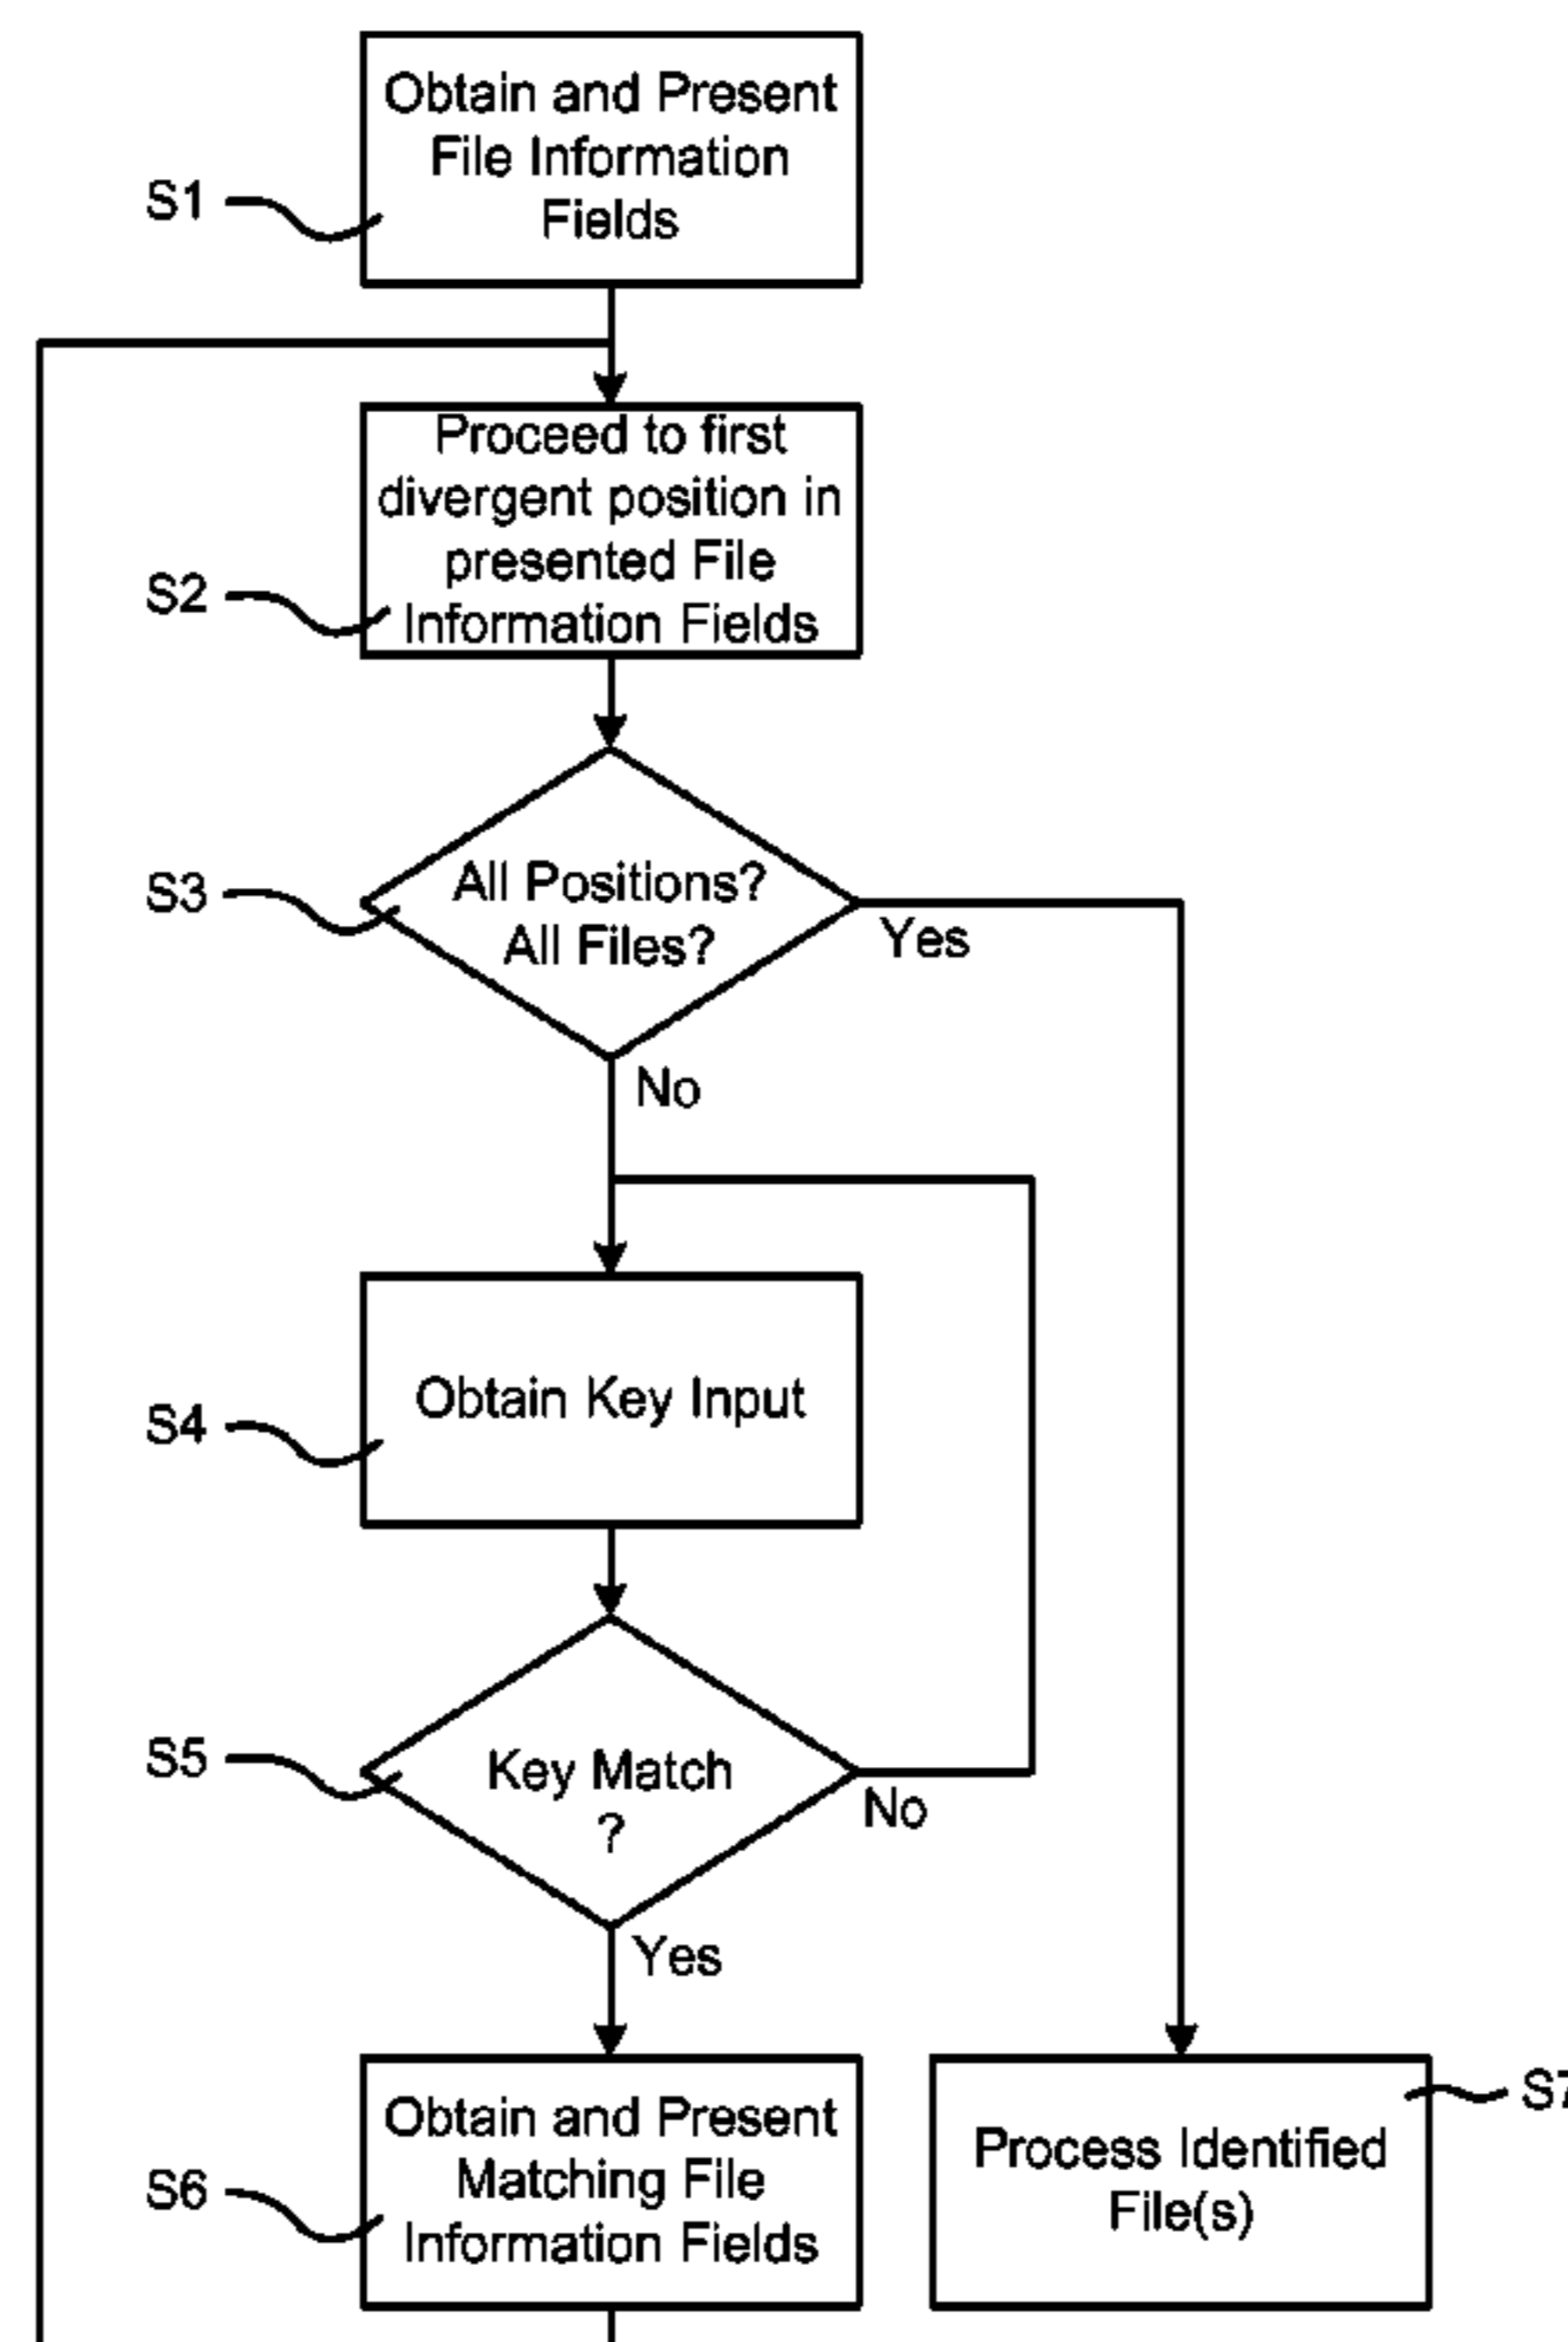 Obtain and Present
File Information
Fields
S1
Proceed to first
divergent position in
presented File
Information Fields
S2
All Positions?
All Files?
S3
Yes
No
Obtain Key Input
S4
Key Match
?
S5
No
Yes
Obtain and Present
Matching File
Information Fields
S6
Process Identified
File(s)
S7